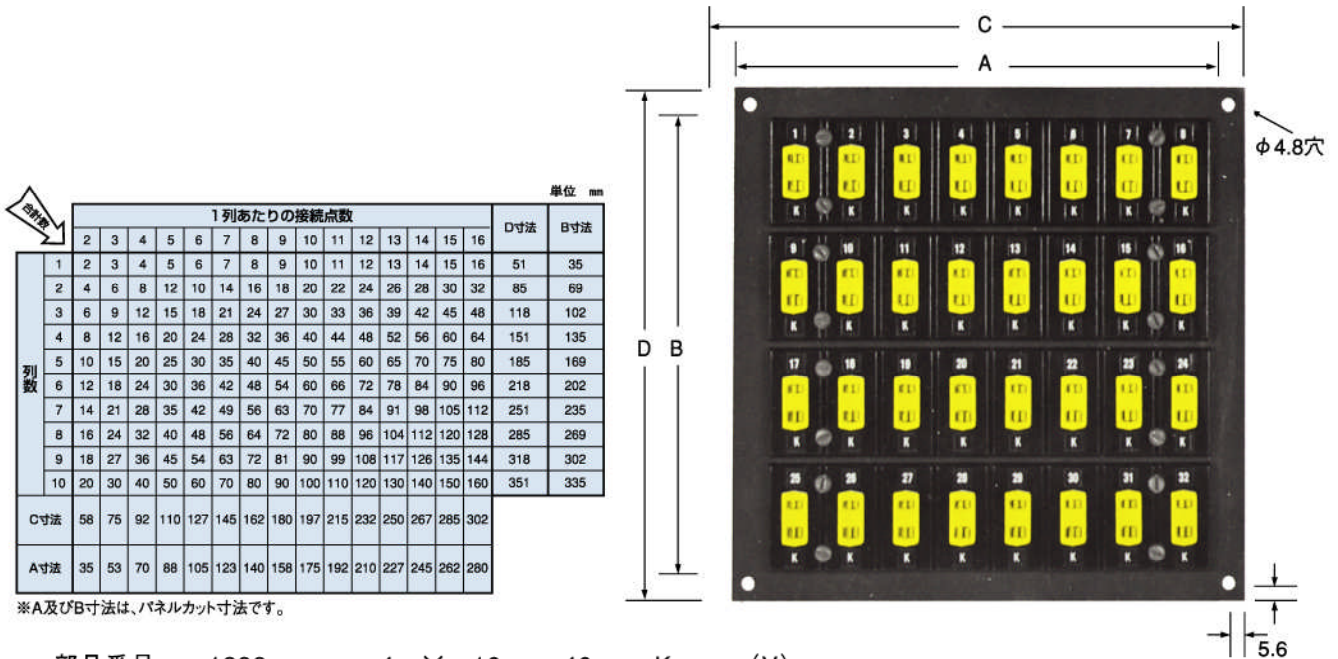 単位 mm
合計数
1列あたりの接続点数 D寸法 B寸法
2 3 4 5 6 7 8 9 10 11 12 13 14 15 16
列数
1 2 3 4 5 6 7 8 9 10 11 12 13 14 15 16 51 35
2 4 6 8 12 10 14 16 18 20 22 24 26 28 30 32 85 69
3 6 9 12 15 18 21 24 27 30 33 36 39 42 45 48 118 102
4 8 12 16 20 24 28 32 36 40 44 48 52 56 60 64 151 135
5 10 15 20 25 30 35 40 45 50 55 60 65 70 75 80 185 169
6 12 18 24 30 36 42 48 54 60 66 72 78 84 90 96 218 202
7 14 21 28 35 42 49 56 63 70 77 84 91 98 105 112 251 235
8 16 24 32 40 48 56 64 72 80 88 96 104 112 120 128 285 269
9 18 27 36 45 54 63 72 81 90 99 108 117 126 135 144 318 302
10 20 30 40 50 60 70 80 90 100 110 120 130 140 150 160 351 335
C寸法 58 75 92 110 127 145 162 180 197 215 232 250 267 285 302
A寸法 35 53 70 88 105 123 140 158 175 192 210 227 245 262 280
※A及びB寸法は、パネルカット寸法です。
C
A
φ4.8穴
D B
1 2 3 4 5 6 7 8
K K K K K K K K
9 10 11 12 13 14 15 16
K K K K K K K K
17 18 19 20 21 22 23 24
K K K K K K K K
25 26 27 28 29 30 31 32
K K K K K K K K
5.6